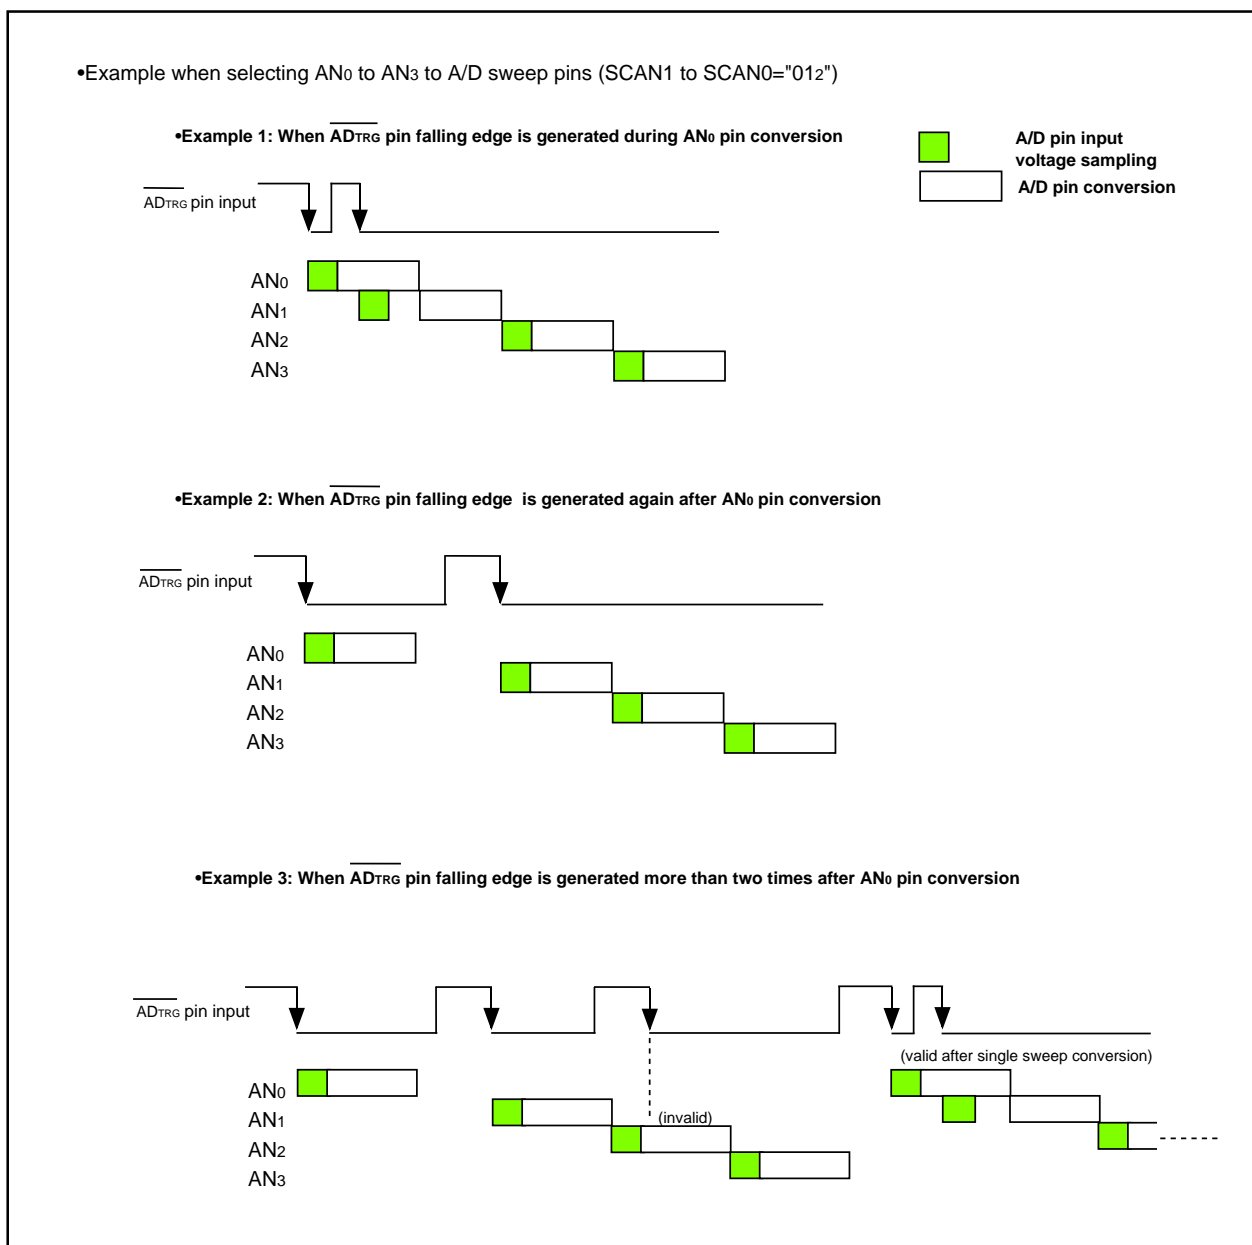 •Example when selecting AN0 to AN3 to A/D sweep pins (SCAN1 to SCAN0="012")
•Example 1: When ADTRG pin falling edge is generated during AN0 pin conversion
A/D pin input
voltage sampling
A/D pin conversion
ADTRG pin input
AN0
AN1
AN2
AN3
•Example 2: When ADTRG pin falling edge  is generated again after AN0 pin conversion
ADTRG pin input
AN0
AN1
AN2
AN3
•Example 3: When ADTRG pin falling edge is generated more than two times after AN0 pin conversion
ADTRG pin input
(valid after single sweep conversion)
AN0
AN1
(invalid)
AN2
AN3